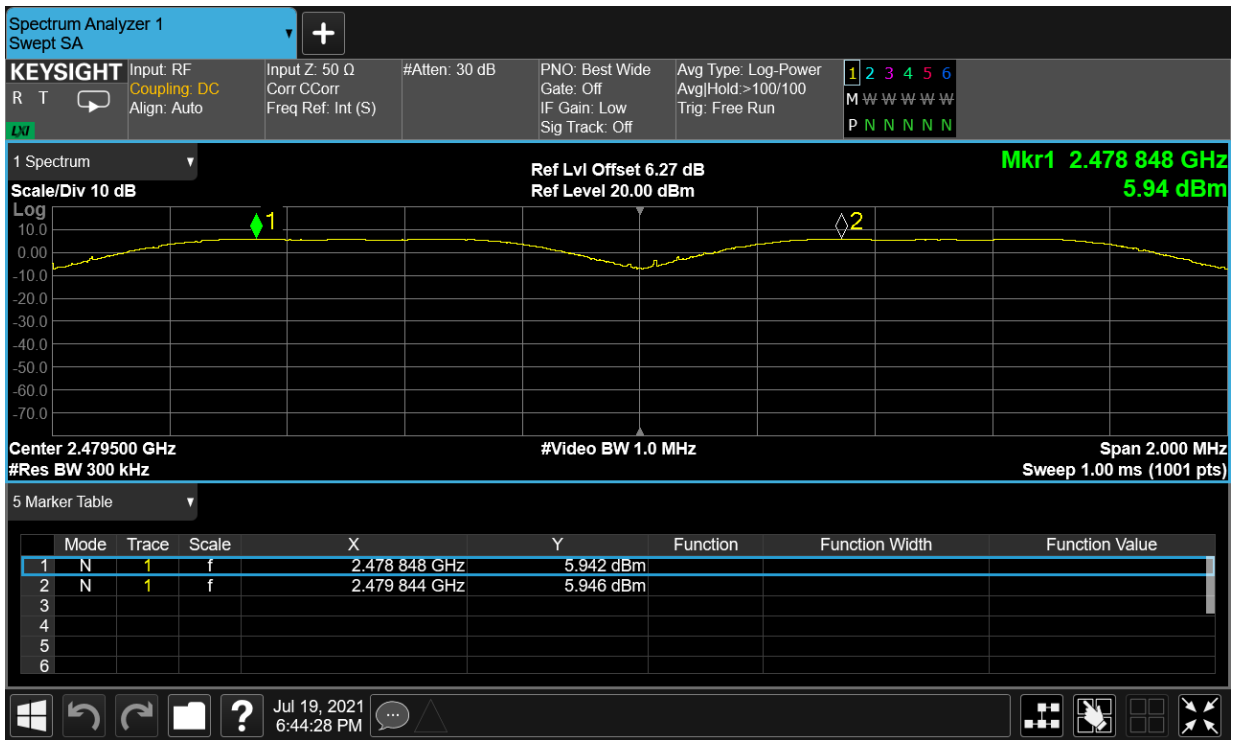 Spectrum Analyzer 1
Swept SA
+
KEYSIGHT
R T
LXI
Input: RF
Coupling: DC
Align: Auto
Input Z: 50 Ω
Corr CCorr
Freq Ref: Int (S)
#Atten: 30 dB
PNO: Best Wide
Gate: Off
IF Gain: Low
Sig Track: Off
Avg Type: Log-Power
Avg|Hold:>100/100
Trig: Free Run
1 2 3 4 5 6
M W W W W W
P N N N N N
1 Spectrum
Scale/Div 10 dB
Ref Lvl Offset 6.27 dB
Ref Level 20.00 dBm
Mkr1 2.478 848 GHz
5.94 dBm
Log
10.0
0.00
-10.0
-20.0
-30.0
-40.0
-50.0
-60.0
-70.0
1
2
Center 2.479500 GHz
#Res BW 300 kHz
#Video BW 1.0 MHz
Span 2.000 MHz
Sweep 1.00 ms (1001 pts)
5 Marker Table
Mode Trace Scale X Y Function Function Width Function Value
1 N 1 f 2.478 848 GHz 5.942 dBm
2 N 1 f 2.479 844 GHz 5.946 dBm
3
4
5
6
?
Jul 19, 2021
6:44:28 PM